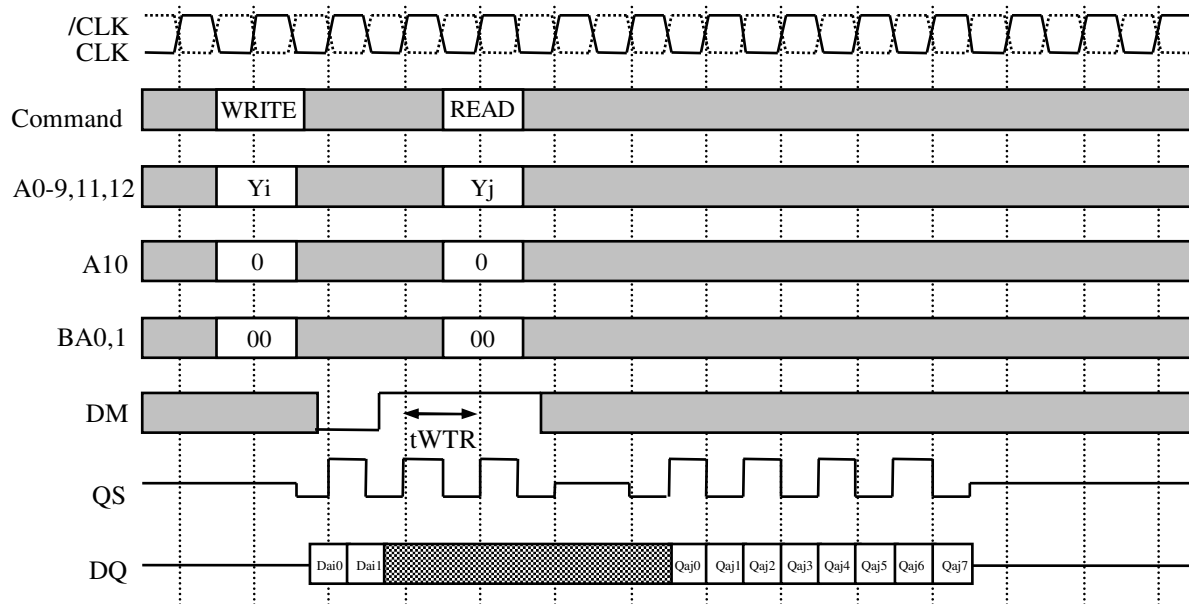 /CLK
CLK
Command WRITE READ
A0-9,11,12 Yi Yj
A10 0 0
BA0,1 00 00
DM
tWTR
QS
DQ Dai0 Dai1 Qaj0 Qaj1 Qaj2 Qaj3 Qaj4 Qaj5 Qaj6 Qaj7